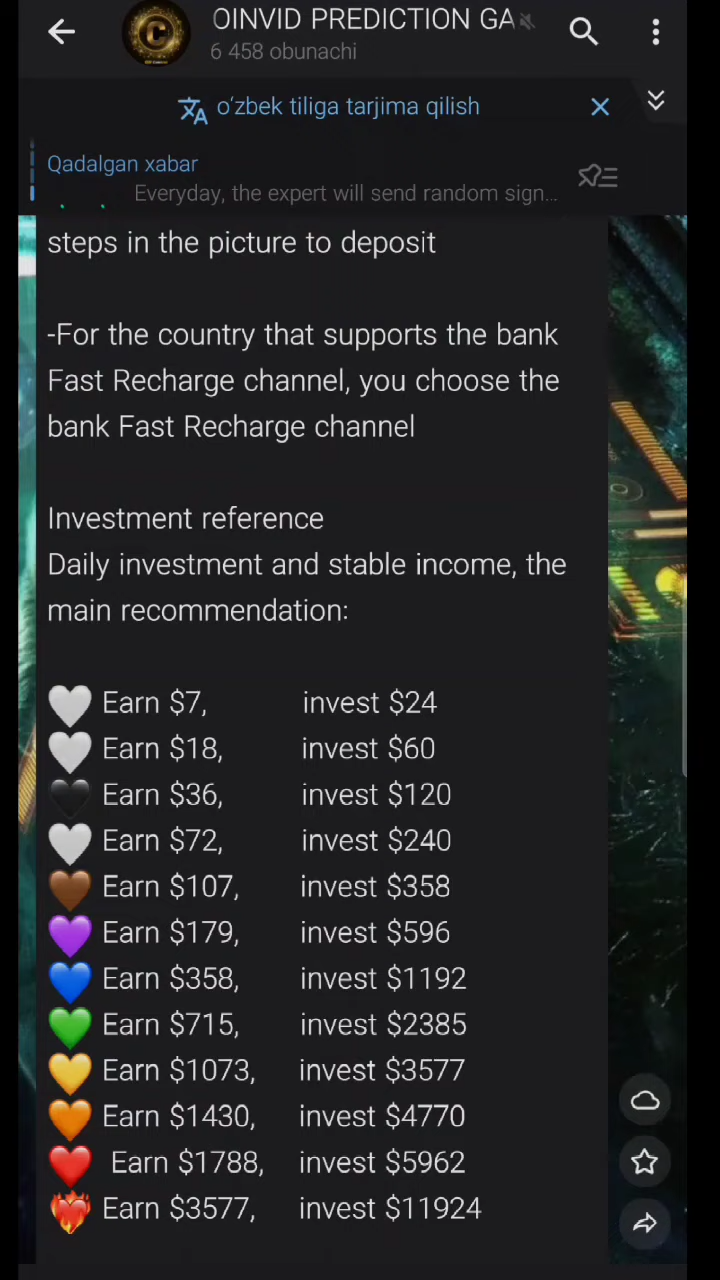 OINVID PREDICTION GA
6 458 obunachi
oʻzbek tiliga tarjima qilish
Qadalgan xabar
Everyday, the expert will send random sign...
steps in the picture to deposit
-For the country that supports the bank
Fast Recharge channel, you choose the
bank Fast Recharge channel
Investment reference
Daily investment and stable income, the
main recommendation:
🤍 Earn $7, invest $24
🤍 Earn $18, invest $60
🖤 Earn $36, invest $120
🤍 Earn $72, invest $240
🤎 Earn $107, invest $358
💜 Earn $179, invest $596
💙 Earn $358, invest $1192
💚 Earn $715, invest $2385
💛 Earn $1073, invest $3577
🧡 Earn $1430, invest $4770
❤️ Earn $1788, invest $5962
❤️‍🔥 Earn $3577, invest $11924